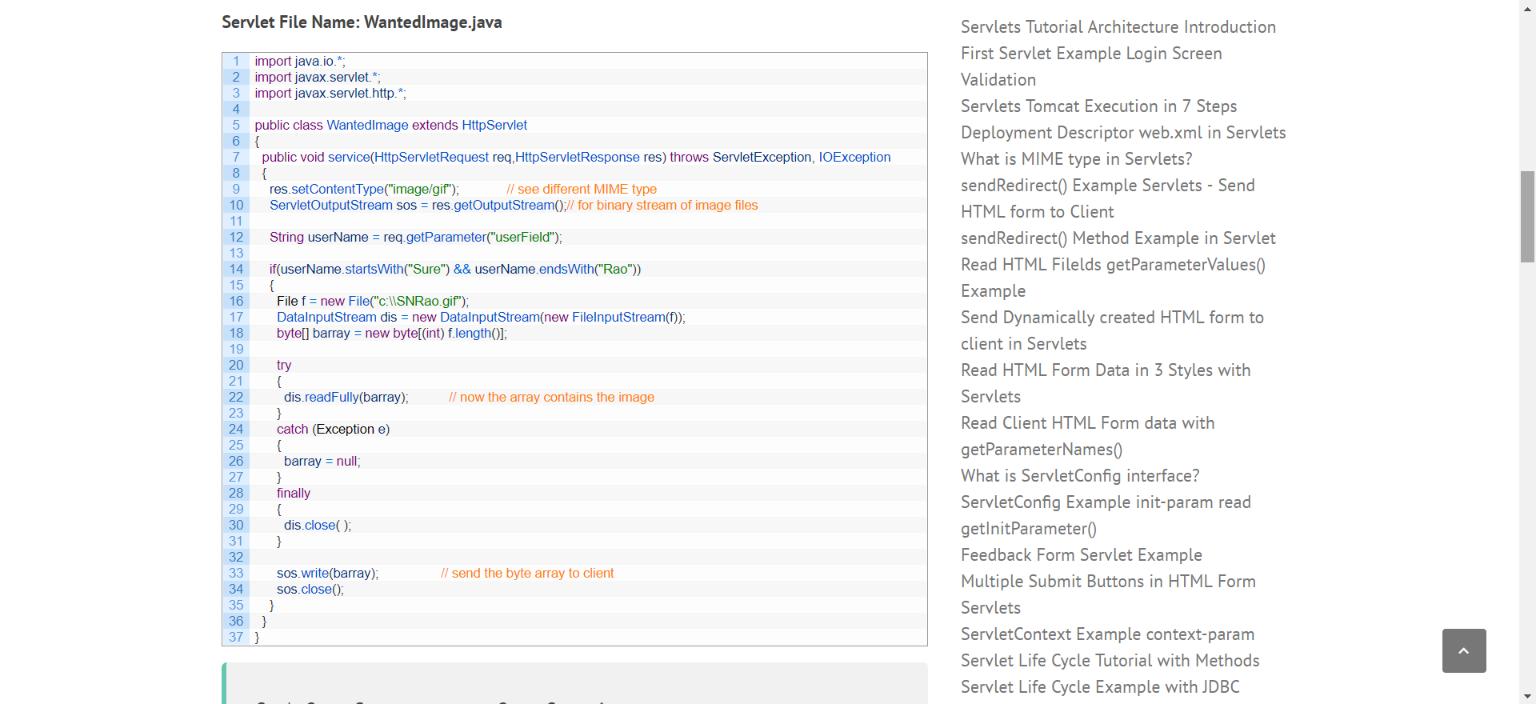 Servlet File Name: WantedImage.java
1 import java.io.*;
2 import javax.servlet.*;
3 import javax.servlet.http.*;
4
5 public class WantedImage extends HttpServlet
6 {
7 public void service(HttpServletRequest req,HttpServletResponse res) throws ServletException, IOException
8 {
9 res.setContentType("image/gif"); // see different MIME type
10 ServletOutputStream sos = res.getOutputStream();// for binary stream of image files
11
12 String userName = req.getParameter("userField");
13
14 if(userName.startsWith("Sure") && userName.endsWith("Rao"))
15 {
16 File f = new File("c:\\SNRao.gif");
17 DataInputStream dis = new DataInputStream(new FileInputStream(f));
18 byte[] barray = new byte[(int) f.length()];
19
20 try
21 {
22 dis.readFully(barray); // now the array contains the image
23 }
24 catch (Exception e)
25 {
26 barray = null;
27 }
28 finally
29 {
30 dis.close( );
31 }
32
33 sos.write(barray); // send the byte array to client
34 sos.close();
35 }
36 }
37 }
Servlets Tutorial Architecture Introduction
First Servlet Example Login Screen
Validation
Servlets Tomcat Execution in 7 Steps
Deployment Descriptor web.xml in Servlets
What is MIME type in Servlets?
sendRedirect() Example Servlets - Send
HTML form to Client
sendRedirect() Method Example in Servlet
Read HTML Filelds getParameterValues()
Example
Send Dynamically created HTML form to
client in Servlets
Read HTML Form Data in 3 Styles with
Servlets
Read Client HTML Form data with
getParameterNames()
What is ServletConfig interface?
ServletConfig Example init-param read
getInitParameter()
Feedback Form Servlet Example
Multiple Submit Buttons in HTML Form
Servlets
ServletContext Example context-param
Servlet Life Cycle Tutorial with Methods
Servlet Life Cycle Example with JDBC